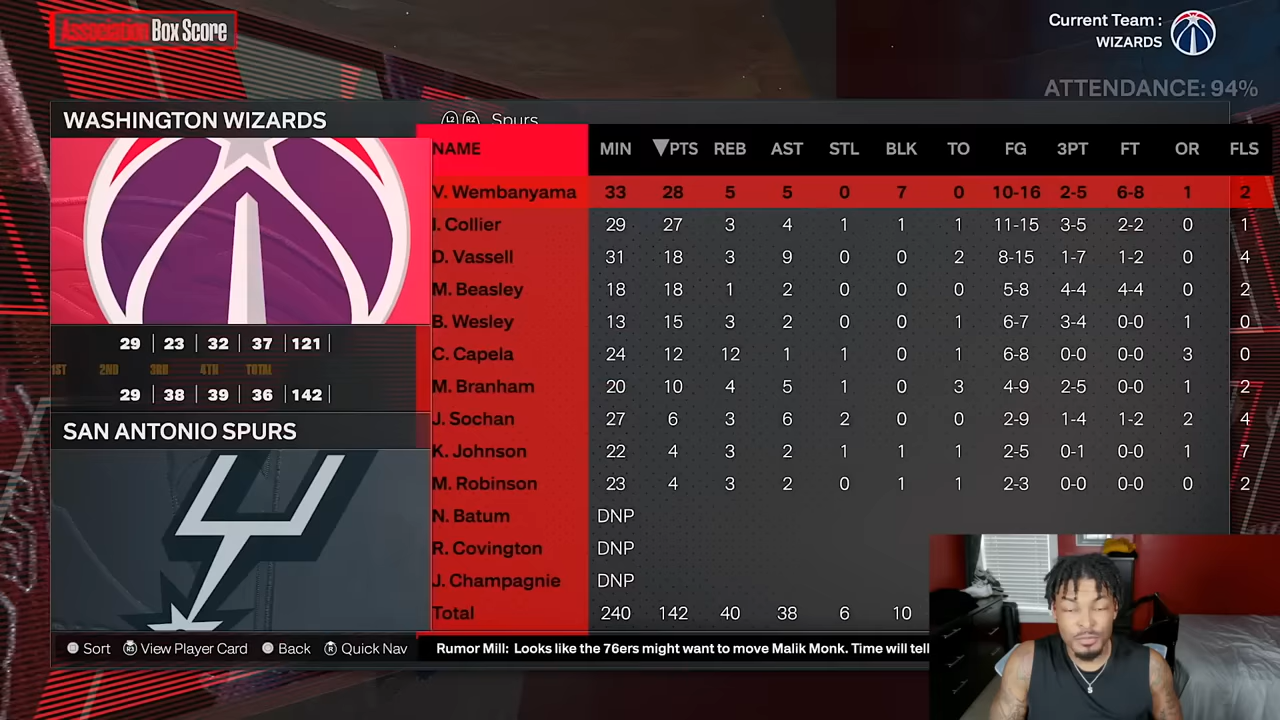 Association Box Score
Current Team :
WIZARDS
ATTENDANCE: 94%
WASHINGTON WIZARDS
L2 R2 Spurs
NAME MIN PTS REB AST STL BLK TO FG 3PT FT OR FLS
V. Wembanyama 33 28 5 5 0 7 0 10-16 2-5 6-8 1 2
I. Collier 29 27 3 4 1 1 1 11-15 3-5 2-2 0 1
D. Vassell 31 18 3 9 0 0 2 8-15 1-7 1-2 0 4
M. Beasley 18 18 1 2 0 0 0 5-8 4-4 4-4 0 2
B. Wesley 13 15 3 2 0 0 1 6-7 3-4 0-0 1 0
C. Capela 24 12 12 1 1 0 1 6-8 0-0 0-0 3 0
M. Branham 20 10 4 5 1 0 3 4-9 2-5 0-0 1 2
J. Sochan 27 6 3 6 2 0 0 2-9 1-4 1-2 2 4
K. Johnson 22 4 3 2 1 1 1 2-5 0-1 0-0 1 7
M. Robinson 23 4 3 2 0 1 1 2-3 0-0 0-0 0 2
N. Batum DNP
R. Covington DNP
J. Champagnie DNP
Total 240 142 40 38 6 10
29 23 32 37 121
1ST 2ND 3RD 4TH TOTAL
29 38 39 36 142
SAN ANTONIO SPURS
Sort R3 View Player Card Back R Quick Nav
Rumor Mill: Looks like the 76ers might want to move Malik Monk. Time will tell